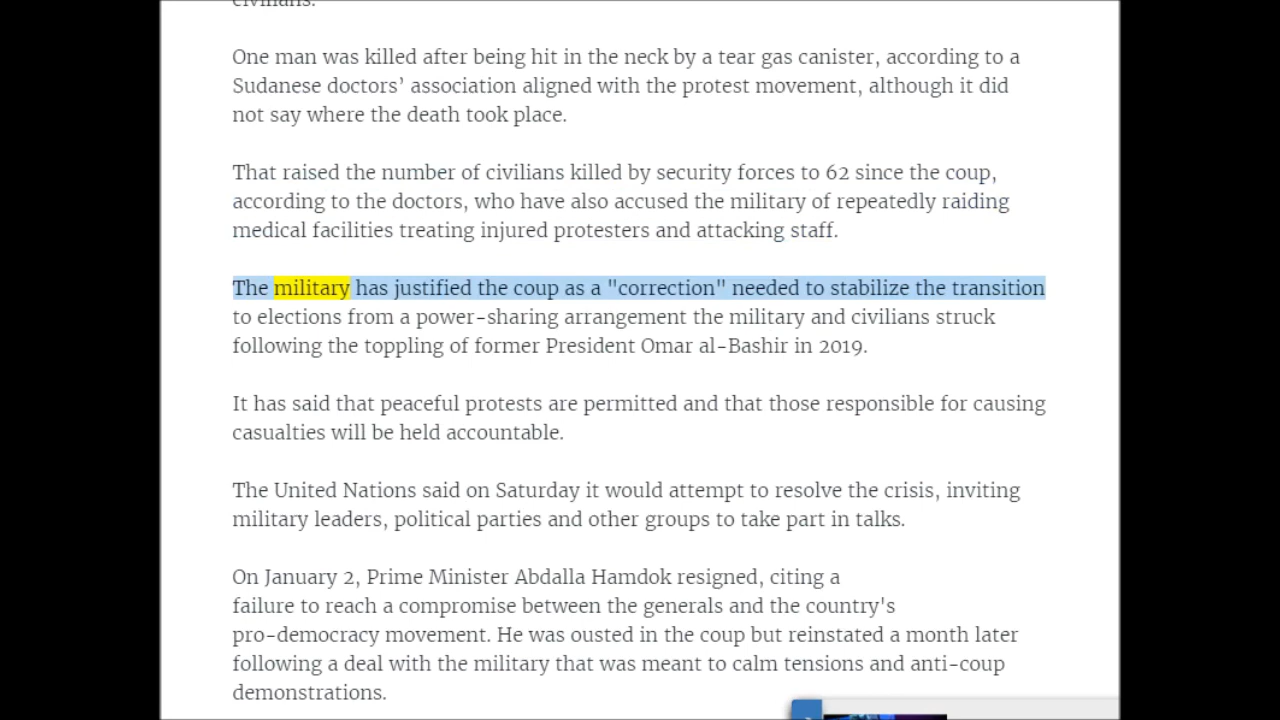 civilians.
One man was killed after being hit in the neck by a tear gas canister, according to a
Sudanese doctors’ association aligned with the protest movement, although it did
not say where the death took place.
That raised the number of civilians killed by security forces to 62 since the coup,
according to the doctors, who have also accused the military of repeatedly raiding
medical facilities treating injured protesters and attacking staff.
The military has justified the coup as a "correction" needed to stabilize the transition
to elections from a power-sharing arrangement the military and civilians struck
following the toppling of former President Omar al-Bashir in 2019.
It has said that peaceful protests are permitted and that those responsible for causing
casualties will be held accountable.
The United Nations said on Saturday it would attempt to resolve the crisis, inviting
military leaders, political parties and other groups to take part in talks.
On January 2, Prime Minister Abdalla Hamdok resigned, citing a
failure to reach a compromise between the generals and the country's
pro-democracy movement. He was ousted in the coup but reinstated a month later
following a deal with the military that was meant to calm tensions and anti-coup
demonstrations.